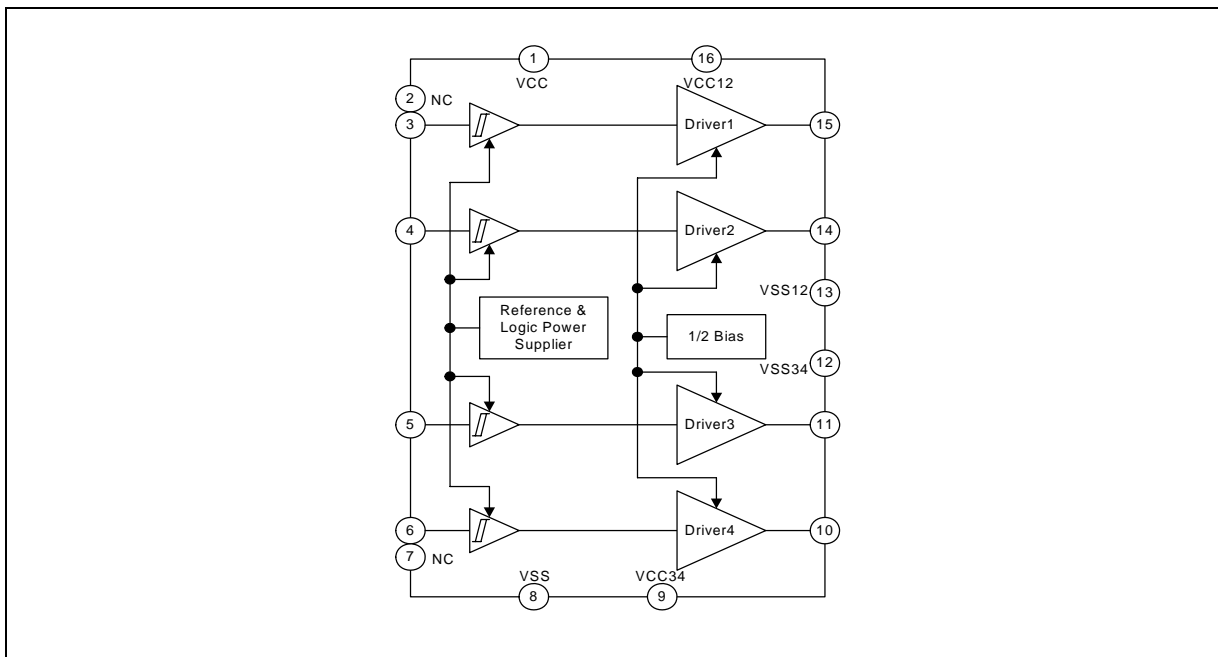 1
16
VCC
VCC12
2
NC
3
Driver1
15
4
Driver2
14
VSS12
13
Reference &
Logic Power
Supplier
1/2 Bias
VSS34
12
5
Driver3
11
6
Driver4
10
7
NC
VSS
VCC34
8
9